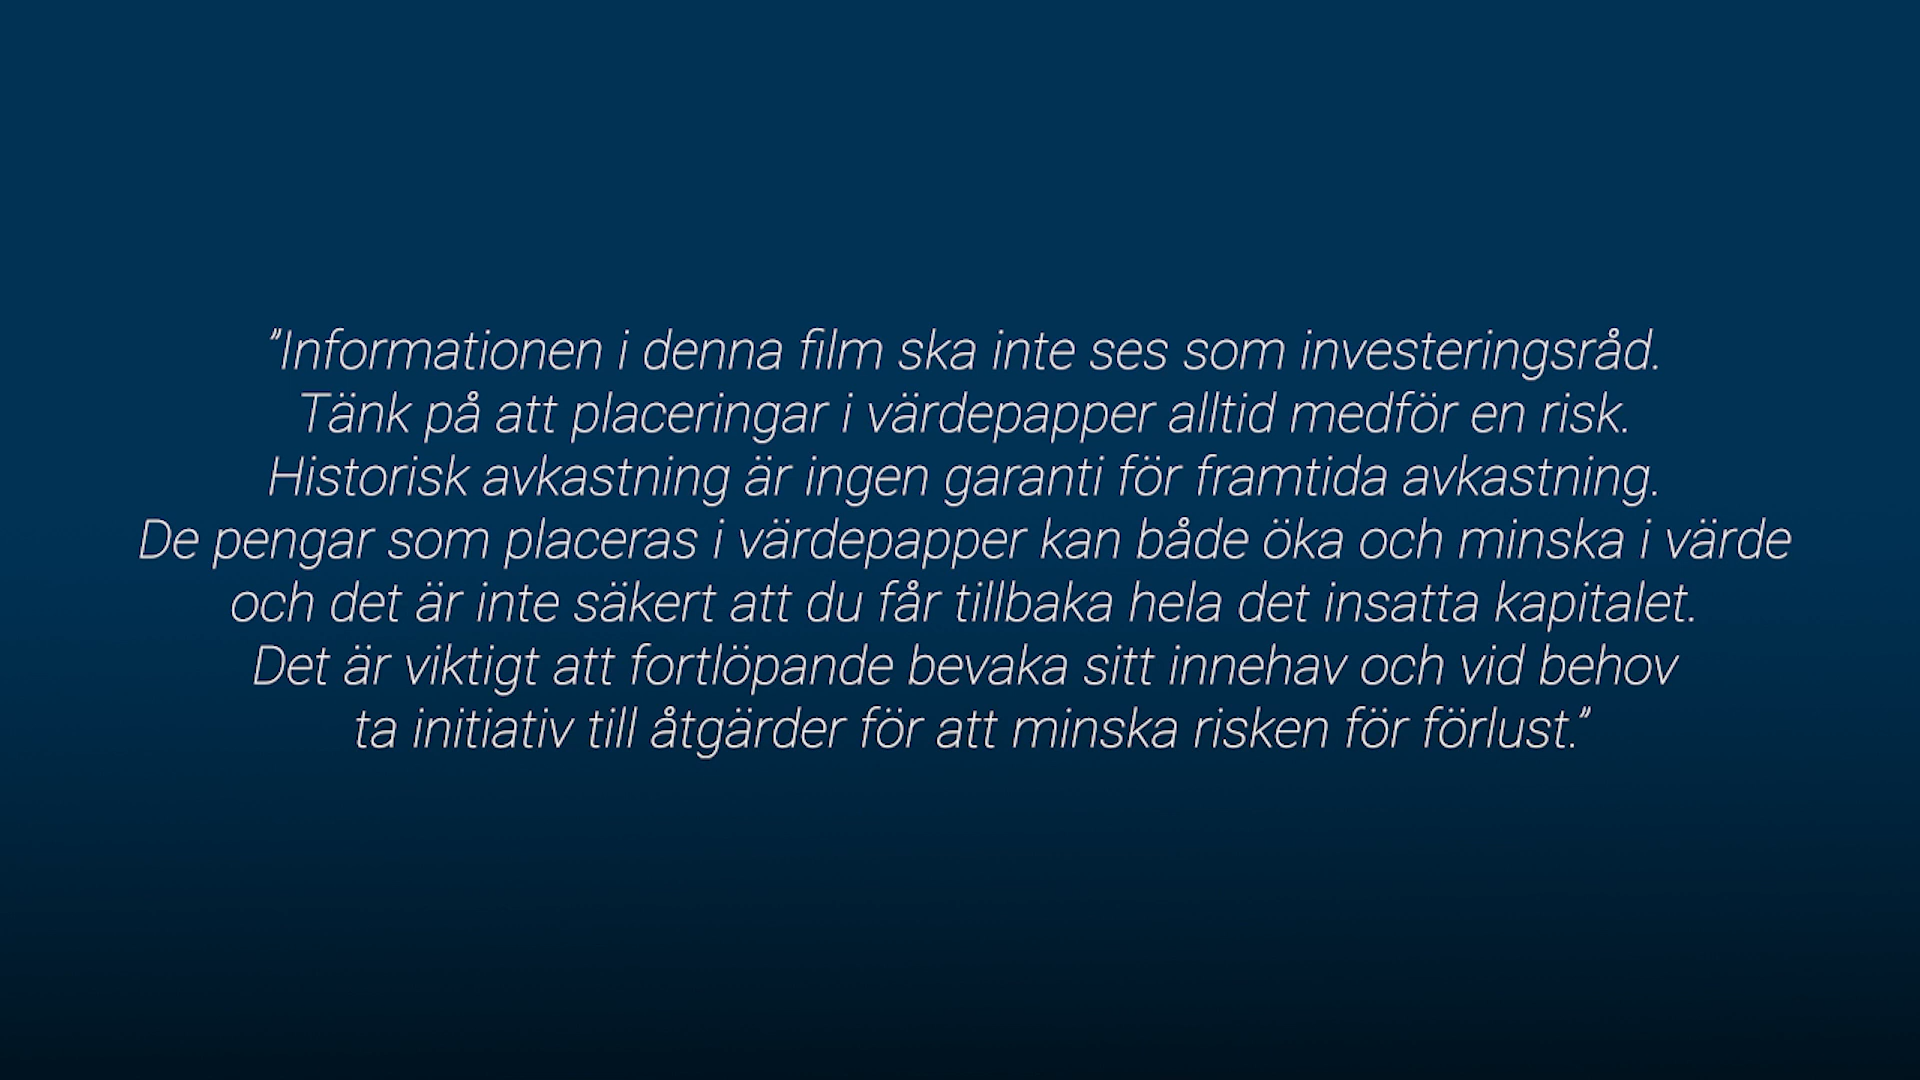 ”Informationen i denna film ska inte ses som investeringsråd.
Tänk på att placeringar i värdepapper alltid medför en risk.
Historisk avkastning är ingen garanti för framtida avkastning.
De pengar som placeras i värdepapper kan både öka och minska i värde
och det är inte säkert att du får tillbaka hela det insatta kapitalet.
Det är viktigt att fortlöpande bevaka sitt innehav och vid behov
ta initiativ till åtgärder för att minska risken för förlust.”